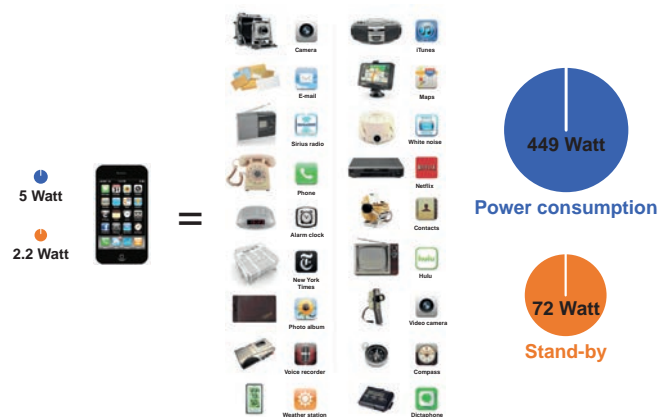 5 Watt
2.2 Watt
=
Camera
iTunes
E-mail
Maps
Sirius radio
White noise
Phone
Netflix
Alarm clock
Contacts
New York
Times
hulu
Hulu
Photo album
Video camera
Voice recorder
Compass
Weather station
Dictaphone
449 Watt
Power consumption
72 Watt
Stand-by